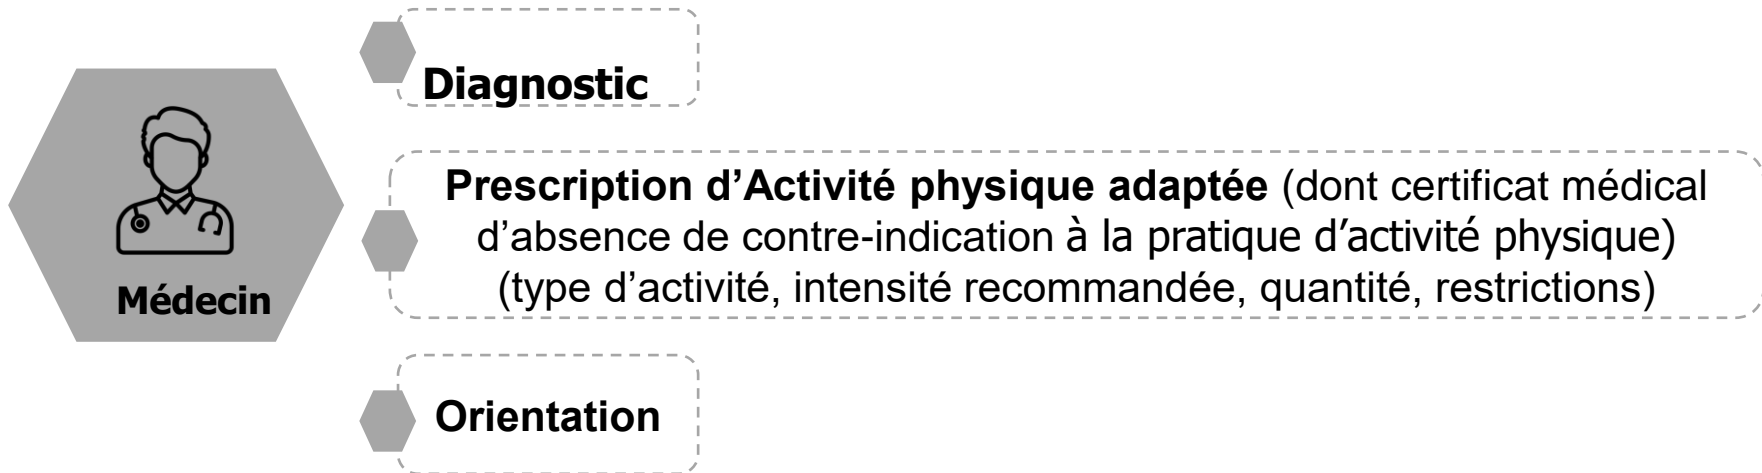 Médecin
Diagnostic
Prescription d’Activité physique adaptée (dont certificat médical
d’absence de contre-indication à la pratique d’activité physique)
(type d’activité, intensité recommandée, quantité, restrictions)
Orientation